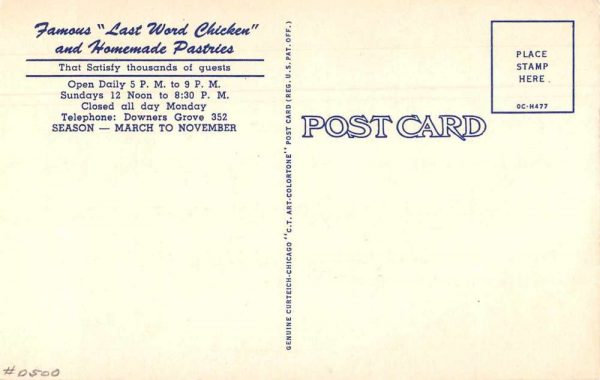 Famous "Last Word Chicken"
and Homemade Pastries
That Satisfy thousands of guests
Open Daily 5 P. M. to 9 P. M.
Sundays 12 Noon to 8:30 P. M.
Closed all day Monday
Telephone: Downers Grove 352
SEASON — MARCH TO NOVEMBER
GENUINE CURTEICH-CHICAGO "C.T. ART-COLORTONE" POST CARD (REG. U.S. PAT. OFF.)
POST CARD
PLACE
STAMP
HERE.
0C-H477
#0500